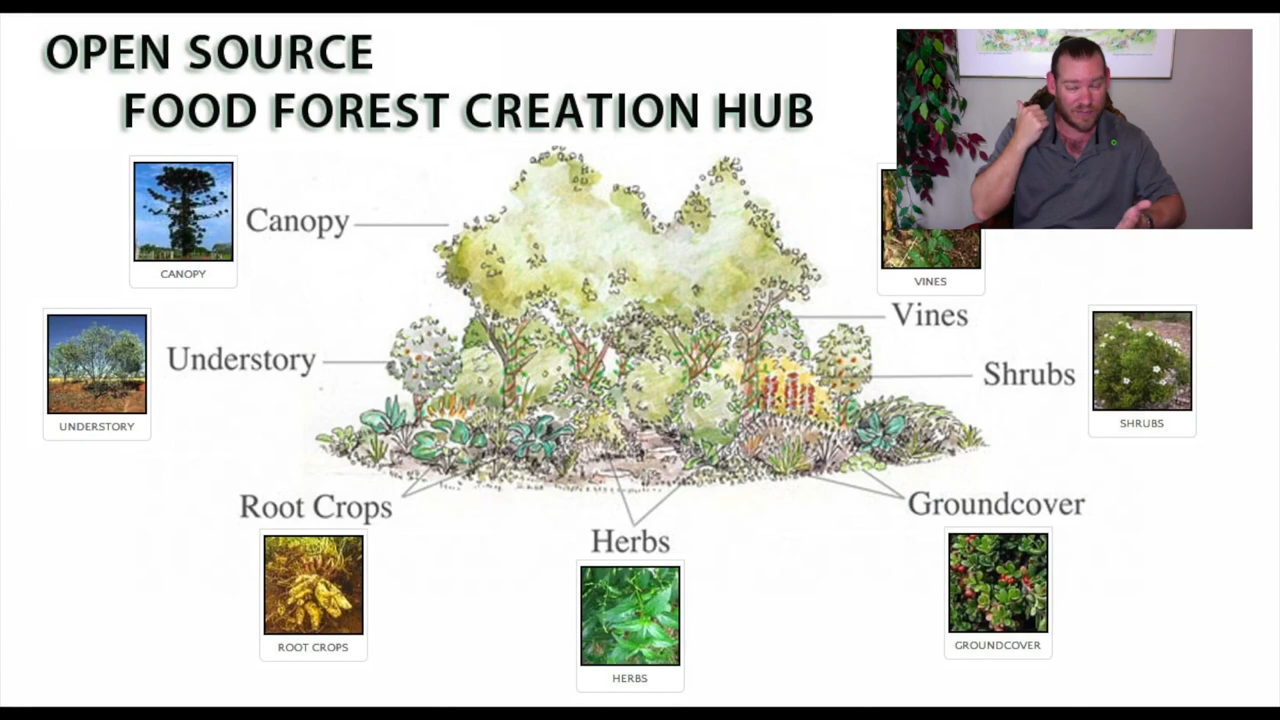 OPEN SOURCE
FOOD FOREST CREATION HUB
Canopy
CANOPY
VINES
Vines
Understory
UNDERSTORY
Shrubs
SHRUBS
Root Crops
ROOT CROPS
Herbs
HERBS
Groundcover
GROUNDCOVER